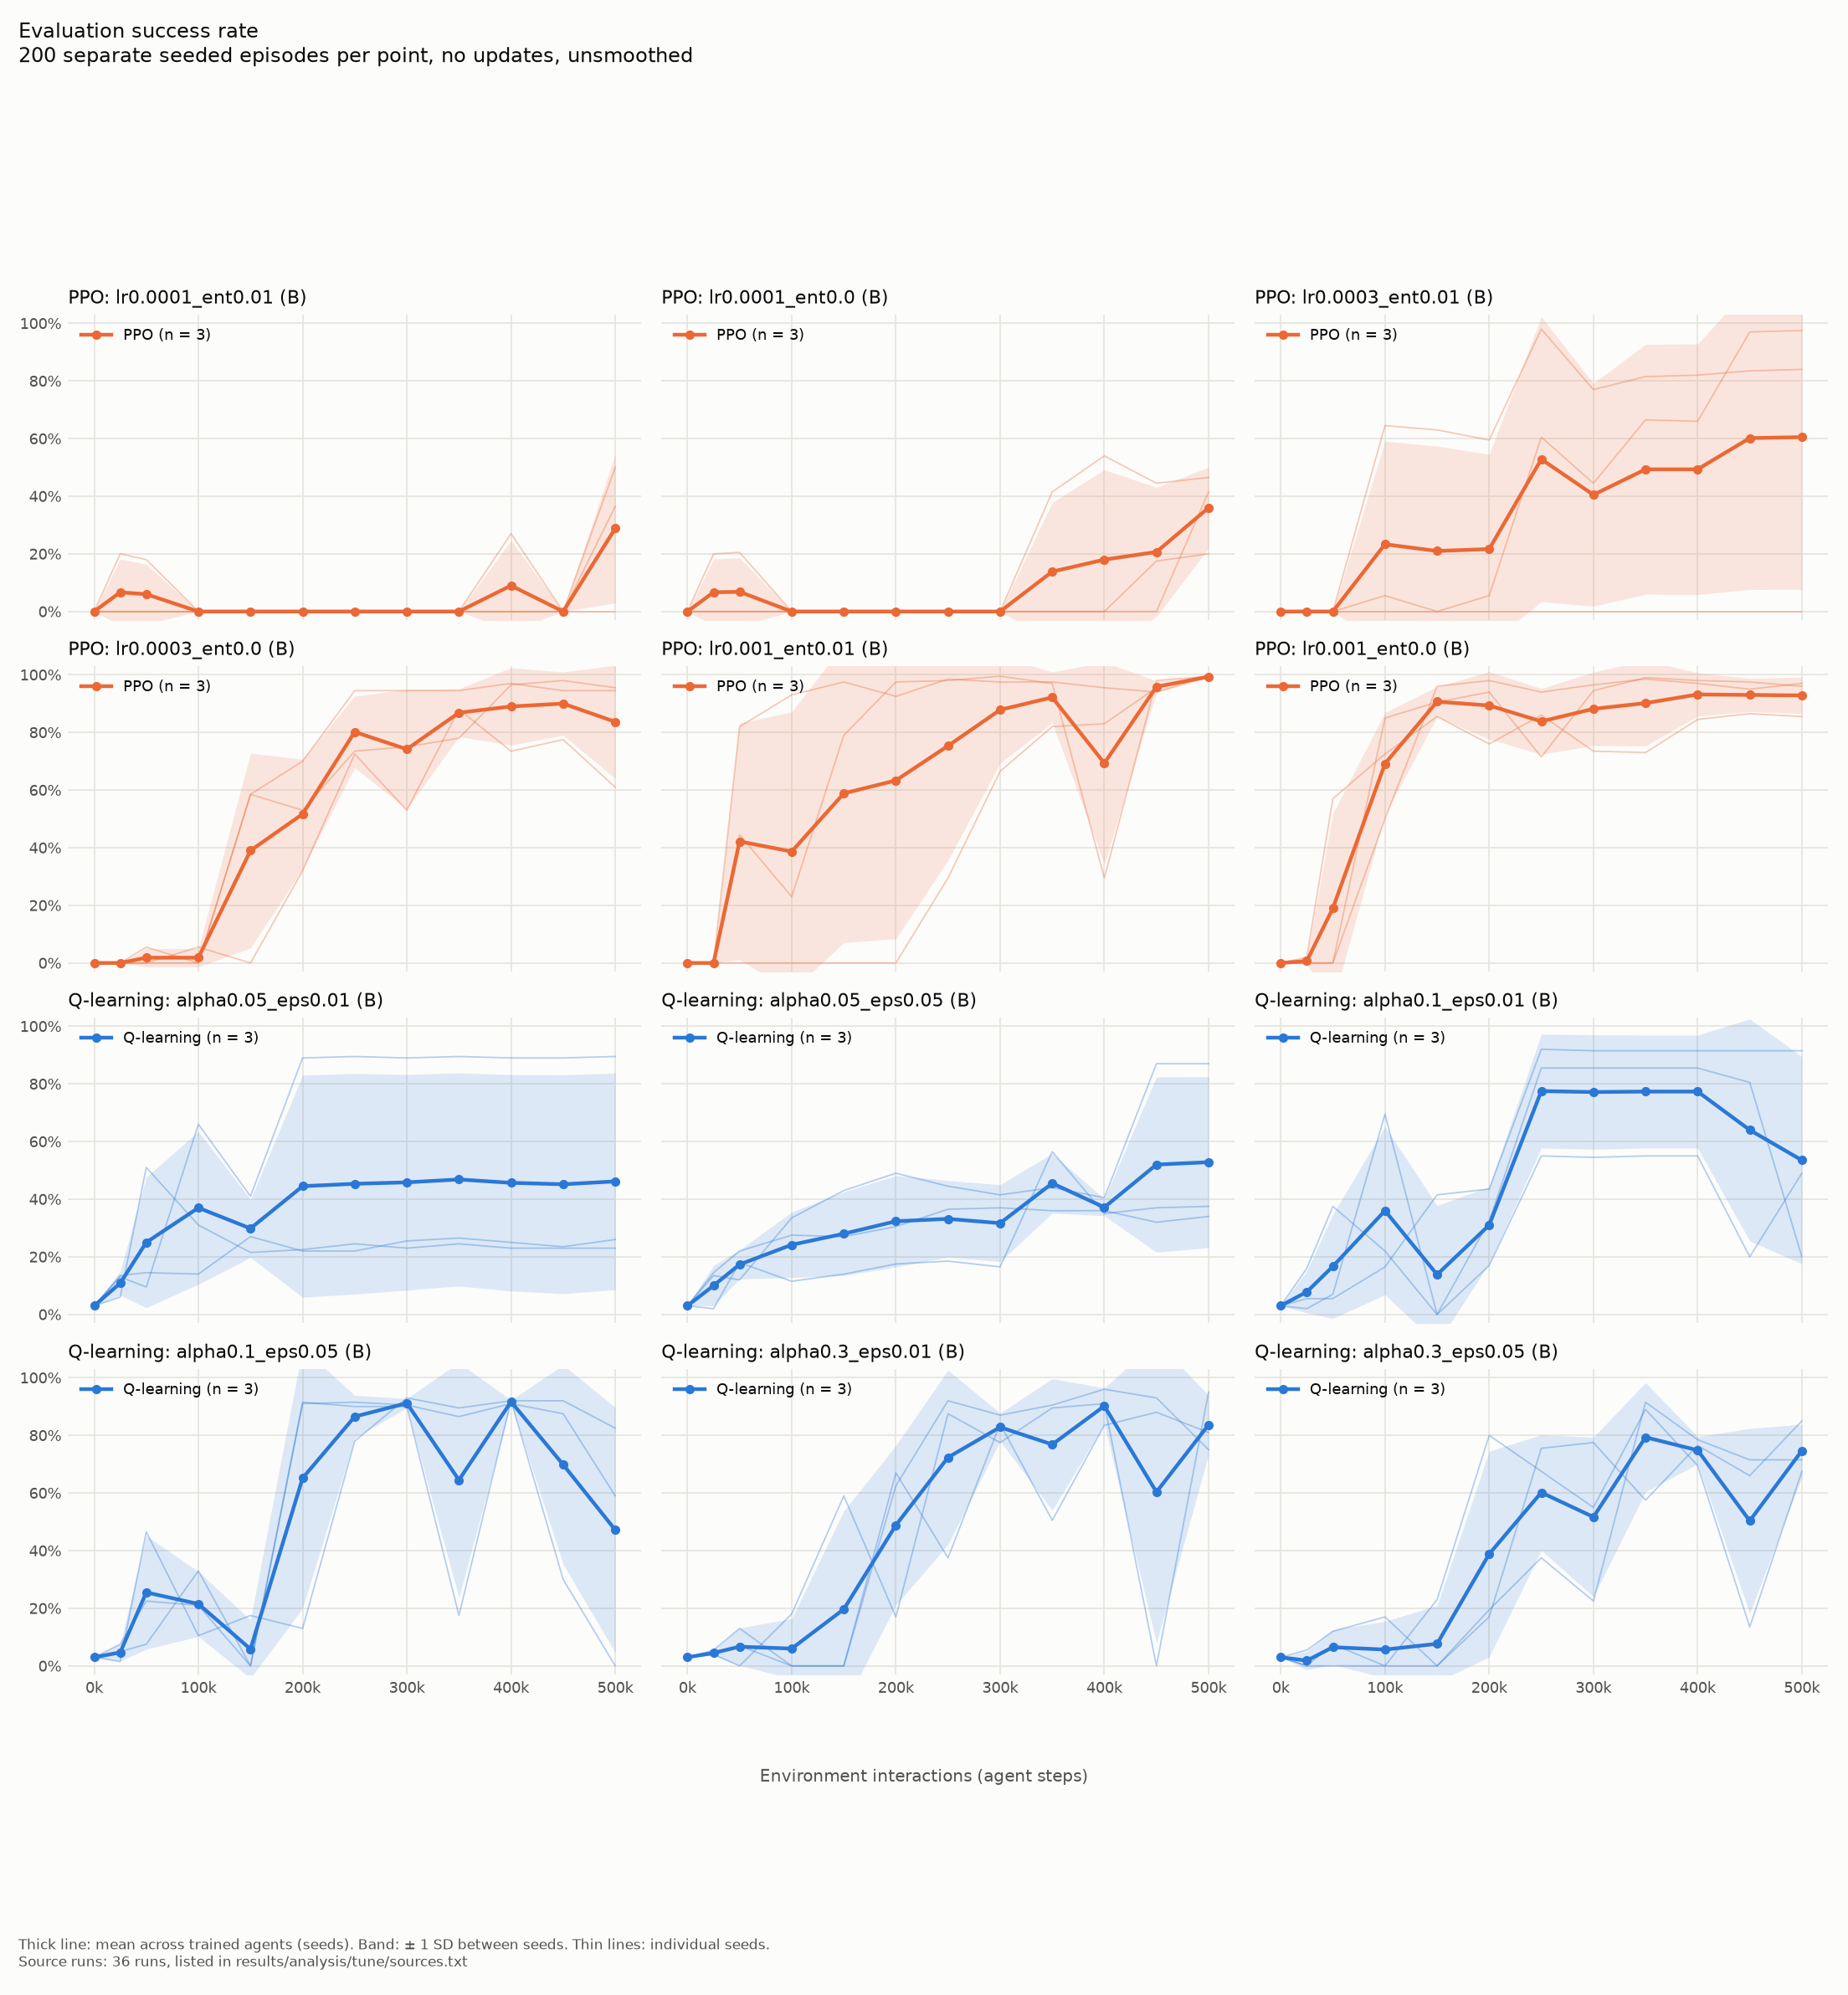 Evaluation success rate
200 separate seeded episodes per point, no updates, unsmoothed
PPO: lr0.0001_ent0.01 (B)
PPO: lr0.0001_ent0.0 (B)
PPO: lr0.0003_ent0.01 (B)
100%
80%
60%
40%
20%
0%
PPO (n = 3)
PPO (n = 3)
PPO (n = 3)
PPO: lr0.0003_ent0.0 (B)
PPO: lr0.001_ent0.01 (B)
PPO: lr0.001_ent0.0 (B)
100%
80%
60%
40%
20%
0%
PPO (n = 3)
PPO (n = 3)
PPO (n = 3)
Q-learning: alpha0.05_eps0.01 (B)
Q-learning: alpha0.05_eps0.05 (B)
Q-learning: alpha0.1_eps0.01 (B)
100%
80%
60%
40%
20%
0%
Q-learning (n = 3)
Q-learning (n = 3)
Q-learning (n = 3)
Q-learning: alpha0.1_eps0.05 (B)
Q-learning: alpha0.3_eps0.01 (B)
Q-learning: alpha0.3_eps0.05 (B)
100%
80%
60%
40%
20%
0%
Q-learning (n = 3)
Q-learning (n = 3)
Q-learning (n = 3)
0k 100k 200k 300k 400k 500k
0k 100k 200k 300k 400k 500k
0k 100k 200k 300k 400k 500k
Environment interactions (agent steps)
Thick line: mean across trained agents (seeds). Band: ± 1 SD between seeds. Thin lines: individual seeds.
Source runs: 36 runs, listed in results/analysis/tune/sources.txt